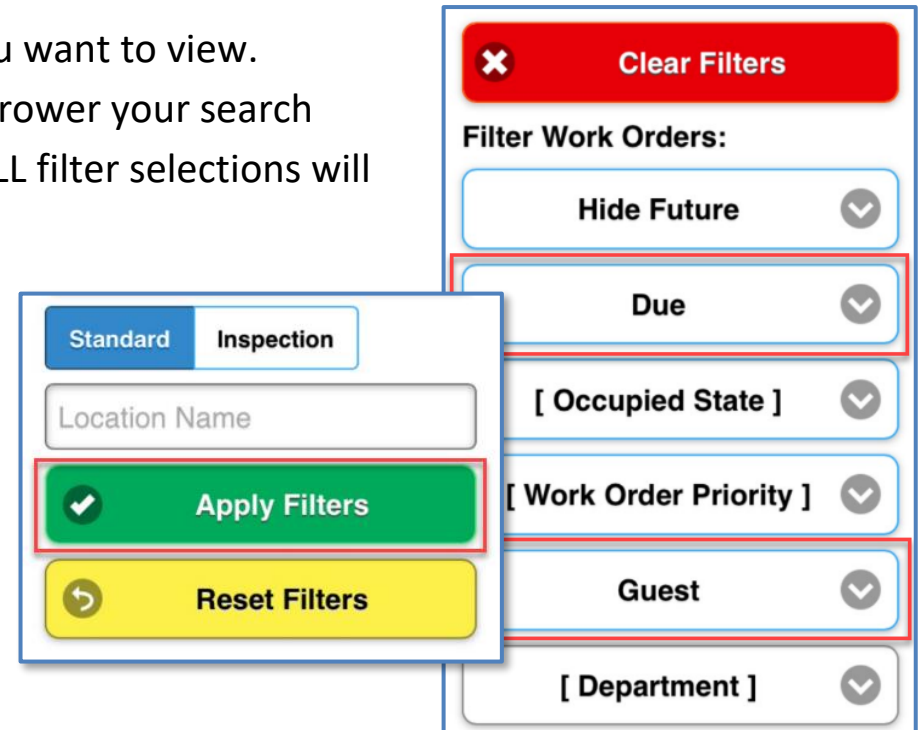 u want to view.
rower your search
LL filter selections will
Clear Filters
Filter Work Orders:
Hide Future
Due
[ Occupied State ]
[ Work Order Priority ]
Guest
[ Department ]
Standard Inspection
Location Name
Apply Filters
Reset Filters